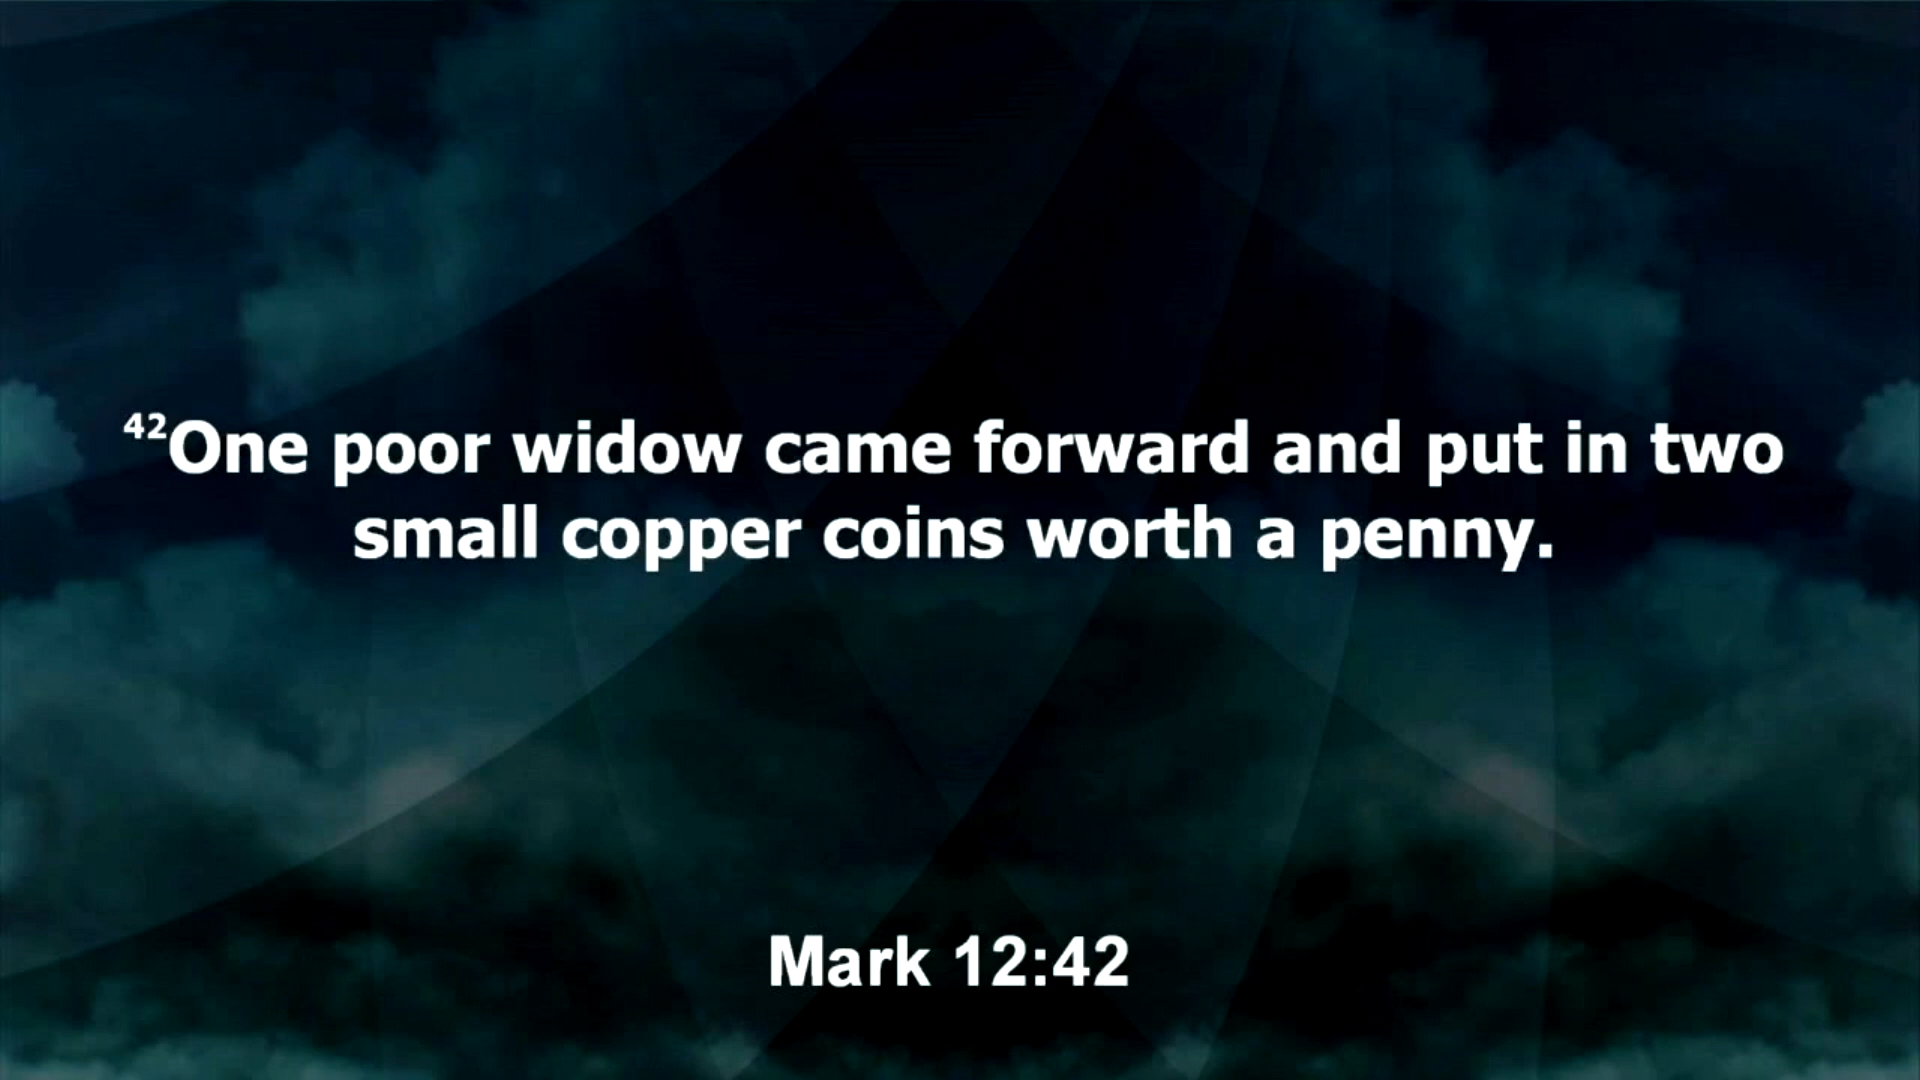 ⁴²One poor widow came forward and put in two
small copper coins worth a penny.
Mark 12:42